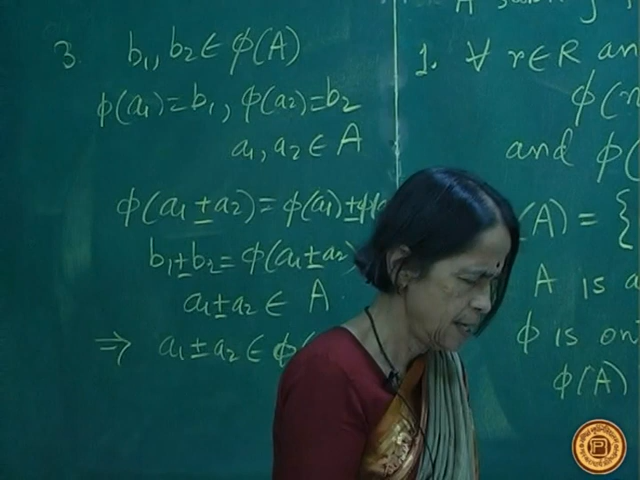 3. b₁, b₂ ∈ φ(A)
φ(a₁) = b₁, φ(a₂) = b₂
a₁, a₂ ∈ A
φ(a₁ ± a₂) = φ(a₁) ± φ(a
b₁ ± b₂ = φ(a₁ ± a₂)
a₁ ± a₂ ∈ A
⇒ a₁ ± a₂ ∈ φ(
A
1. ∀ r ∈ R an
φ(
and φ(
(A) = {
A is a
φ is on
φ(A)